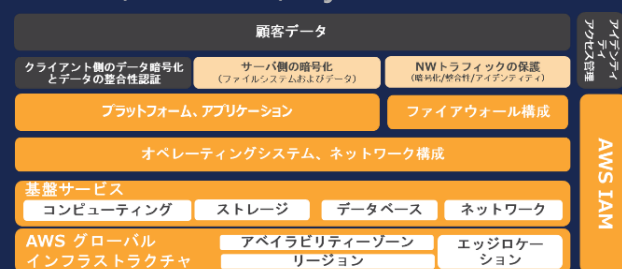 顧客データ
クライアント側のデータ暗号化
とデータの整合性認証
サーバ側の暗号化
(ファイルシステムおよびデータ)
NWトラフィックの保護
(暗号化/整合性/アイデンティティ)
プラットフォーム、アプリケーション
ファイアウォール構成
オペレーティングシステム、ネットワーク構成
基盤サービス
コンピューティング
ストレージ
データベース
ネットワーク
AWS グローバル
インフラストラクチャ
アベイラビリティーゾーン
リージョン
エッジロケー
ション
アイデンティ
ティ
アクセス管理
AWS IAM